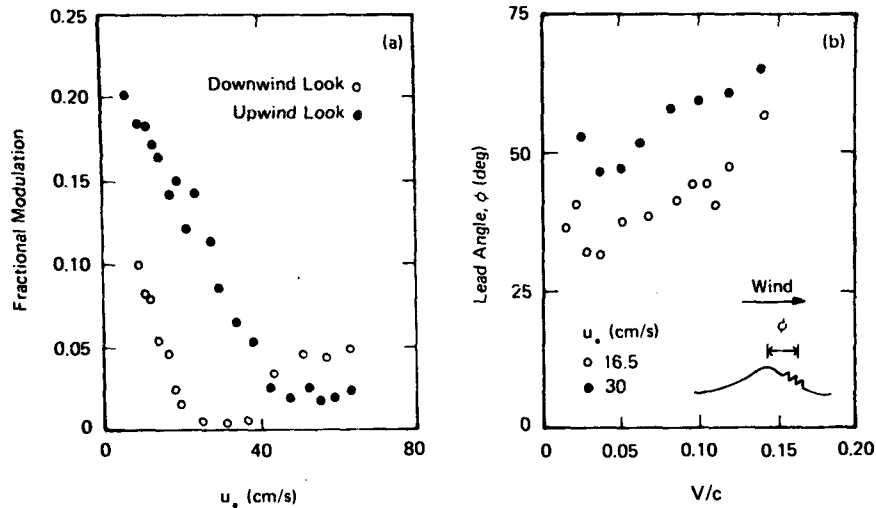 0.25
(a)
Downwind Look
Upwind Look
0.20
0.15
0.10
0.05
0
0
40
80
Fractional Modulation
u* (cm/s)
75
(b)
50
25
0
0
0.05
0.10
0.15
0.20
Lead Angle, ϕ (deg)
Wind
ϕ
u* (cm/s)
16.5
30
V/c